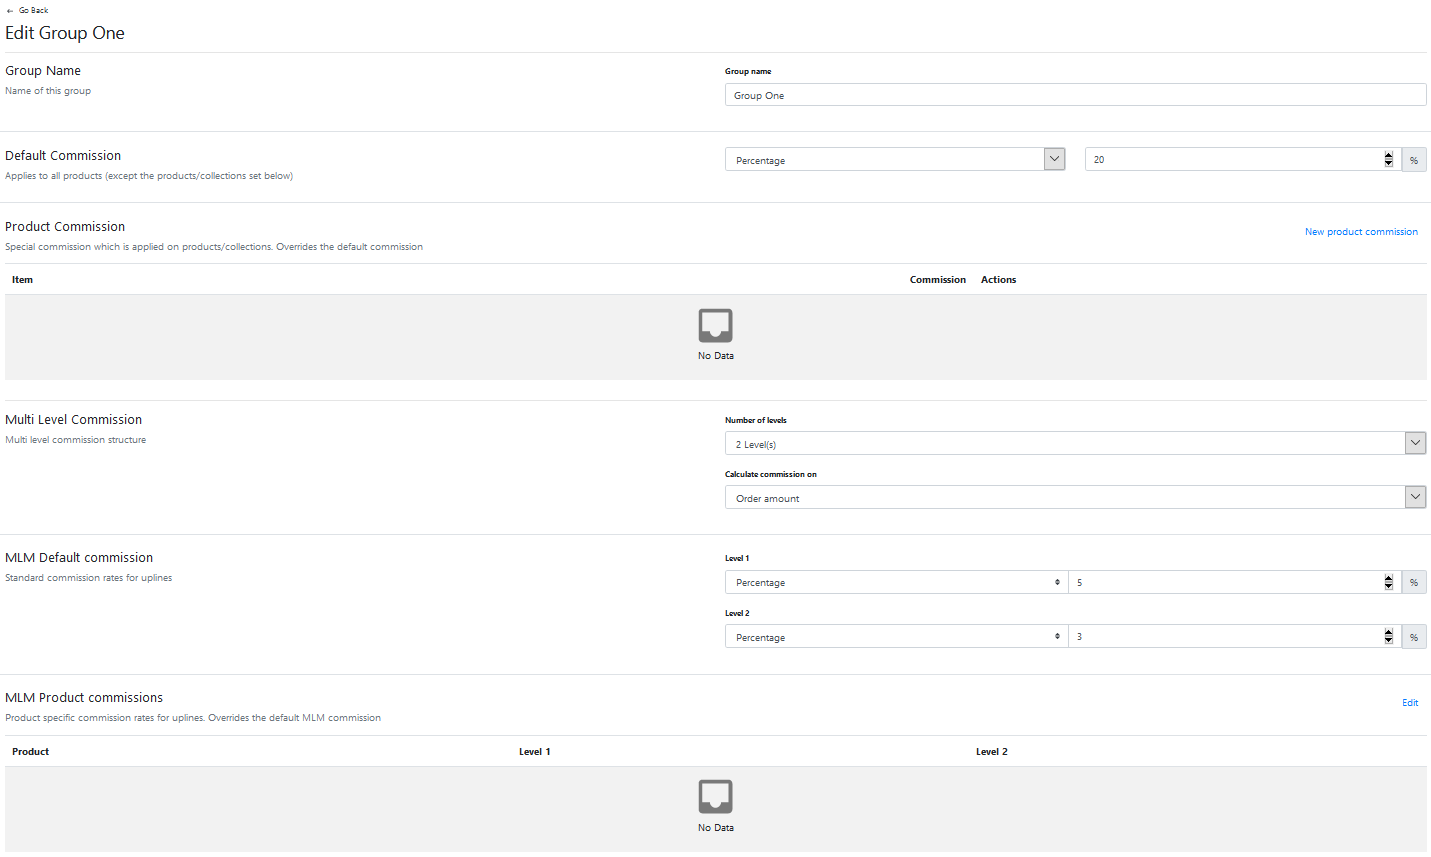 ← Go Back
Edit Group One
Group Name
Name of this group
Group name
Group One
Default Commission
Applies to all products (except the products/collections set below)
Percentage 20 %
Product Commission
Special commission which is applied on products/collections. Overrides the default commission
New product commission
Item Commission Actions
No Data
Multi Level Commission
Multi level commission structure
Number of levels
2 Level(s)
Calculate commission on
Order amount
MLM Default commission
Standard commission rates for uplines
Level 1
Percentage 5 %
Level 2
Percentage 3 %
MLM Product commissions
Product specific commission rates for uplines. Overrides the default MLM commission
Edit
Product Level 1 Level 2
No Data